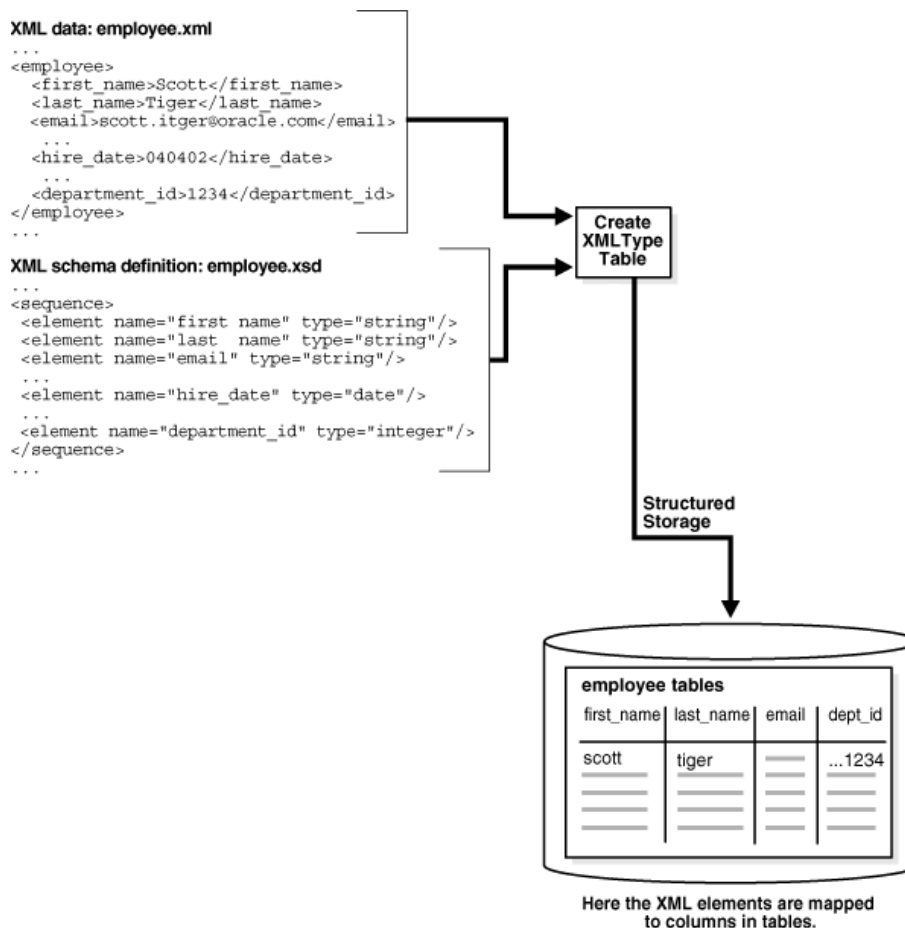 XML data: employee.xml
...
<employee>
<first_name>Scott</first_name>
<last_name>Tiger</last_name>
<email>scott.itger@oracle.com</email>
...
<hire_date>040402</hire_date>
...
<department_id>1234</department_id>
</employee>
...
XML schema definition: employee.xsd
...
<sequence>
<element name="first name" type="string"/>
<element name="last  name" type="string"/>
<element name="email" type="string"/>
...
<element name="hire_date" type="date"/>
...
<element name="department_id" type="integer"/>
</sequence>
...
Create
XMLType
Table
Structured
Storage
employee tables
first_name last_name email dept_id
scott tiger ...1234
Here the XML elements are mapped
to columns in tables.